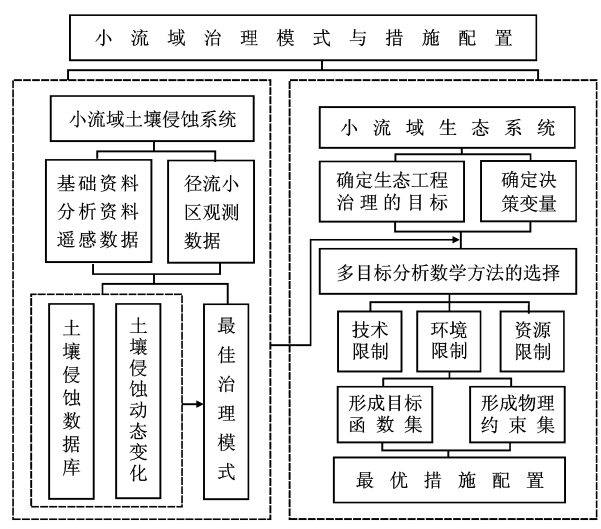 小流域治理模式与措施配置
小流域土壤侵蚀系统
基础资料
分析资料
遥感数据
径流小
区观测
数据
土壤侵蚀数据库
土壤侵蚀动态变化
最佳治理模式
小流域生态系统
确定生态工程
治理的目标
确定决
策变量
多目标分析数学方法的选择
技术
限制
环境
限制
资源
限制
形成目标
函数集
形成物理
约束集
最优措施配置